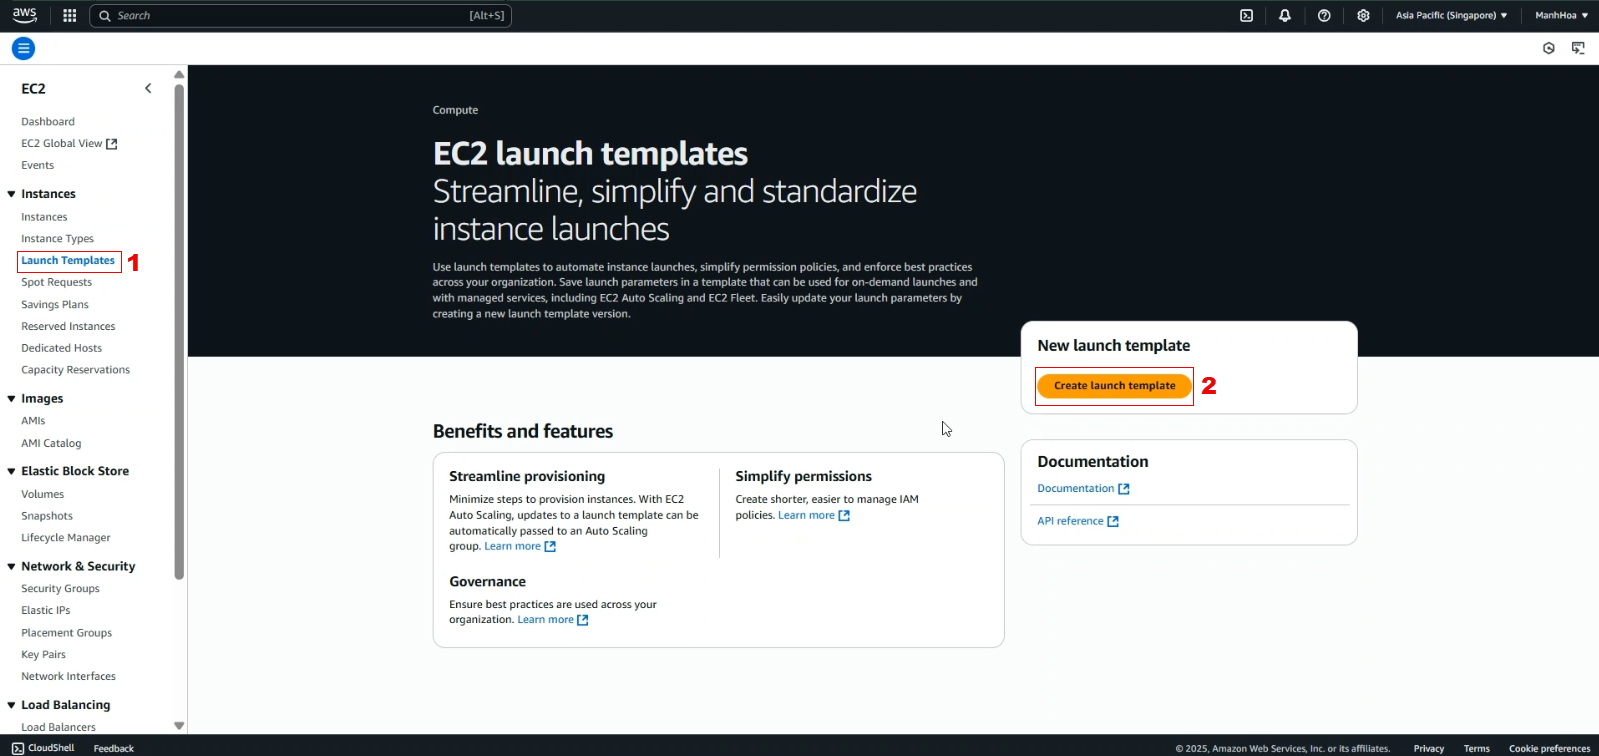 aws
Search
[Alt+S]
Asia Pacific (Singapore)
ManhHoa
EC2
Dashboard
EC2 Global View
Events
Instances
Instances
Instance Types
Launch Templates
1
Spot Requests
Savings Plans
Reserved Instances
Dedicated Hosts
Capacity Reservations
Images
AMIs
AMI Catalog
Elastic Block Store
Volumes
Snapshots
Lifecycle Manager
Network & Security
Security Groups
Elastic IPs
Placement Groups
Key Pairs
Network Interfaces
Load Balancing
Load Balancers
Compute
EC2 launch templates
Streamline, simplify and standardize
instance launches
Use launch templates to automate instance launches, simplify permission policies, and enforce best practices
across your organization. Save launch parameters in a template that can be used for on-demand launches and
with managed services, including EC2 Auto Scaling and EC2 Fleet. Easily update your launch parameters by
creating a new launch template version.
New launch template
Create launch template
2
Benefits and features
Streamline provisioning
Minimize steps to provision instances. With EC2
Auto Scaling, updates to a launch template can be
automatically passed to an Auto Scaling
group. Learn more
Simplify permissions
Create shorter, easier to manage IAM
policies. Learn more
Governance
Ensure best practices are used across your
organization. Learn more
Documentation
Documentation
API reference
CloudShell
Feedback
© 2025, Amazon Web Services, Inc. or its affiliates.
Privacy
Terms
Cookie preferences